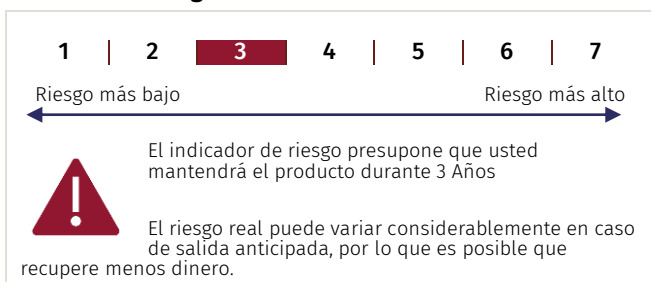 1 2 3 4 5 6 7
Riesgo más bajo Riesgo más alto
El indicador de riesgo presupone que usted
mantendrá el producto durante 3 Años
El riesgo real puede variar considerablemente en caso
de salida anticipada, por lo que es posible que
recupere menos dinero.